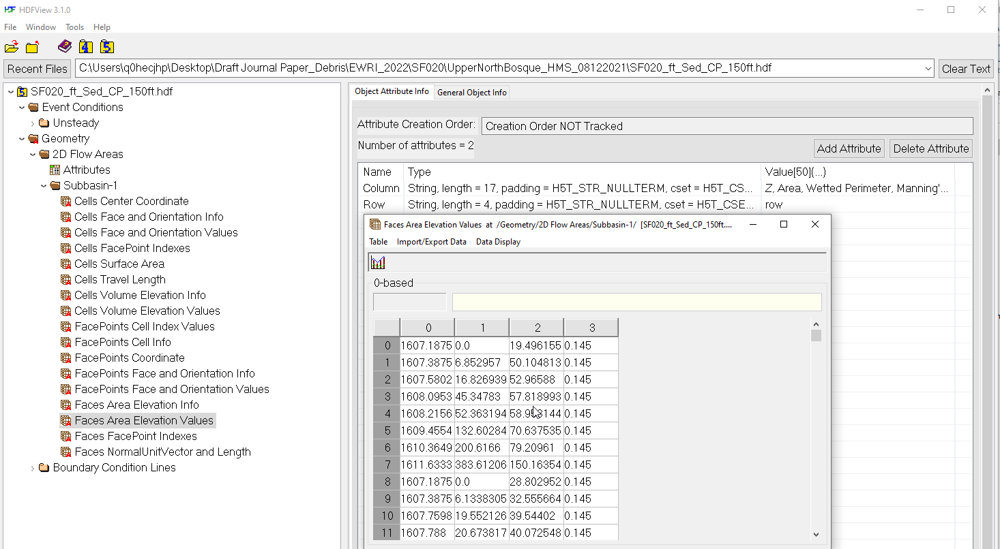 HDFView 3.1.0
File Window Tools Help
4 5
Recent Files C:\Users\q0hecjhp\Desktop\Draft Journal Paper_Debris\EWRI_2022\SF020\UpperNorthBosque_HMS_08122021\SF020_ft_Sed_CP_150ft.hdf Clear Text
5 SF020_ft_Sed_CP_150ft.hdf
Event Conditions
Unsteady
Geometry
2D Flow Areas
Attributes
Subbasin-1
Cells Center Coordinate
Cells Face and Orientation Info
Cells Face and Orientation Values
Cells FacePoint Indexes
Cells Surface Area
Cells Travel Length
Cells Volume Elevation Info
Cells Volume Elevation Values
FacePoints Cell Index Values
FacePoints Cell Info
FacePoints Coordinate
FacePoints Face and Orientation Info
FacePoints Face and Orientation Values
Faces Area Elevation Info
Faces Area Elevation Values
Faces FacePoint Indexes
Faces NormalUnitVector and Length
Boundary Condition Lines
Object Attribute Info General Object Info
Attribute Creation Order: Creation Order NOT Tracked
Number of attributes = 2 Add Attribute Delete Attribute
Name Type Value[50](...)
Column String, length = 17, padding = H5T_STR_NULLTERM, cset = H5T_CS... Z, Area, Wetted Perimeter, Manning'...
Row String, length = 4, padding = H5T_STR_NULLTERM, cset = H5T_CSE... row
Faces Area Elevation Values at /Geometry/2D Flow Areas/Subbasin-1/ [SF020_ft_Sed_CP_150ft....
Table Import/Export Data Data Display
0-based
0 1 2 3
0 1607.1875 0.0 19.496155 0.145
1 1607.3875 6.852957 50.104813 0.145
2 1607.5802 16.826939 52.96588 0.145
3 1608.0953 45.34783 57.818993 0.145
4 1608.2156 52.363194 0.145
5 1609.4554 132.60284 70.637535 0.145
6 1610.3649 200.6166 79.20961 0.145
7 1611.6333 383.61206 150.16354 0.145
8 1607.1875 0.0 28.802952 0.145
9 1607.3875 6.1338305 32.555664 0.145
10 1607.7598 19.552126 39.54402 0.145
11 1607.788 20.673817 40.072548 0.145